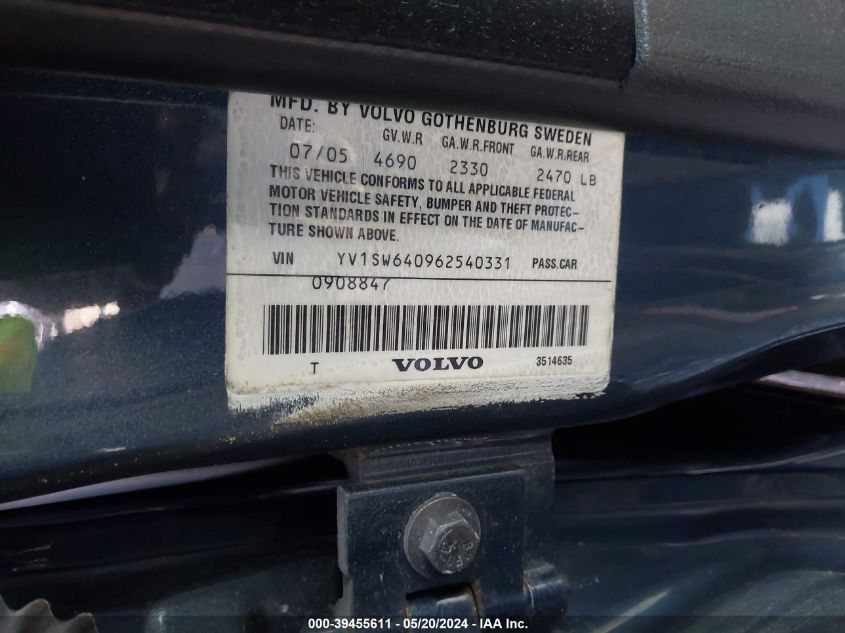 MFD. BY VOLVO GOTHENBURG SWEDEN
DATE: GV.W.R GA.W.R.FRONT GA.W.R.REAR
07/05 4690 2330 2470 LB
THIS VEHICLE CONFORMS TO ALL APPLICABLE FEDERAL
MOTOR VEHICLE SAFETY, BUMPER AND THEFT PROTEC-
TION STANDARDS IN EFFECT ON THE DATE OF MANUFAC-
TURE SHOWN ABOVE.
VIN YV1SW640962540331 PASS.CAR
0908847
T VOLVO 3514635
000-39455611 - 05/20/2024 - IAA Inc.